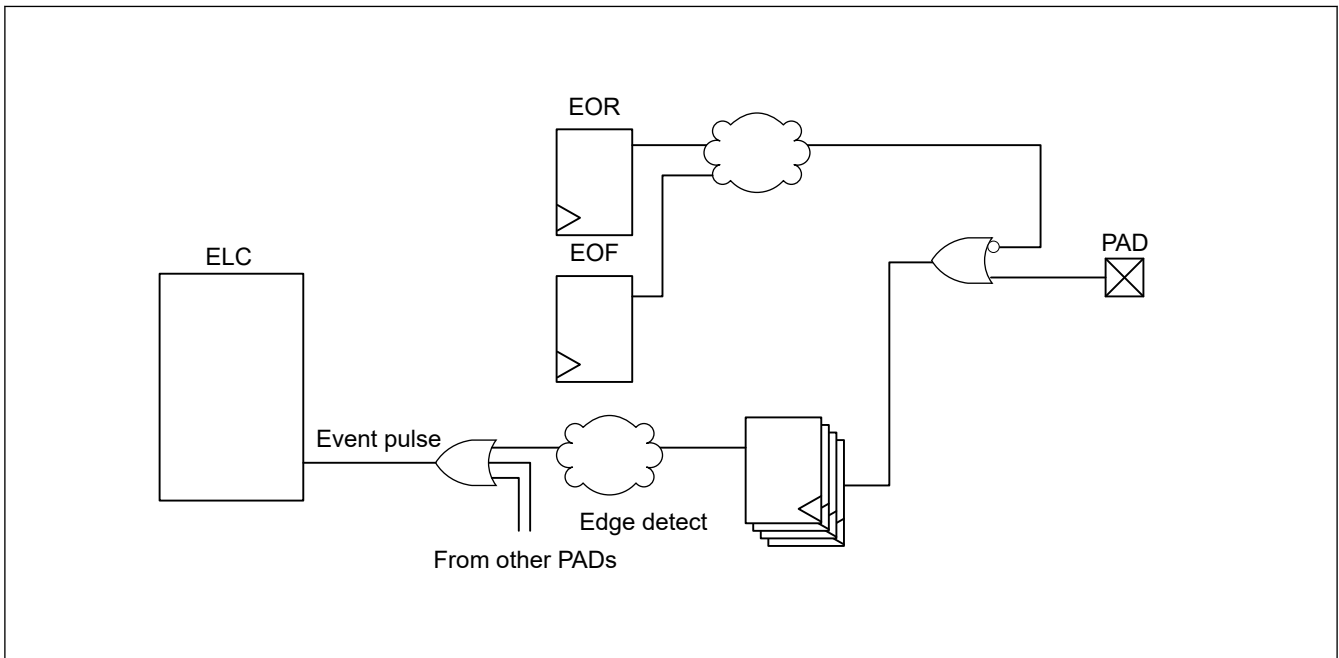 EOR
EOF
ELC
PAD
Event pulse
Edge detect
From other PADs